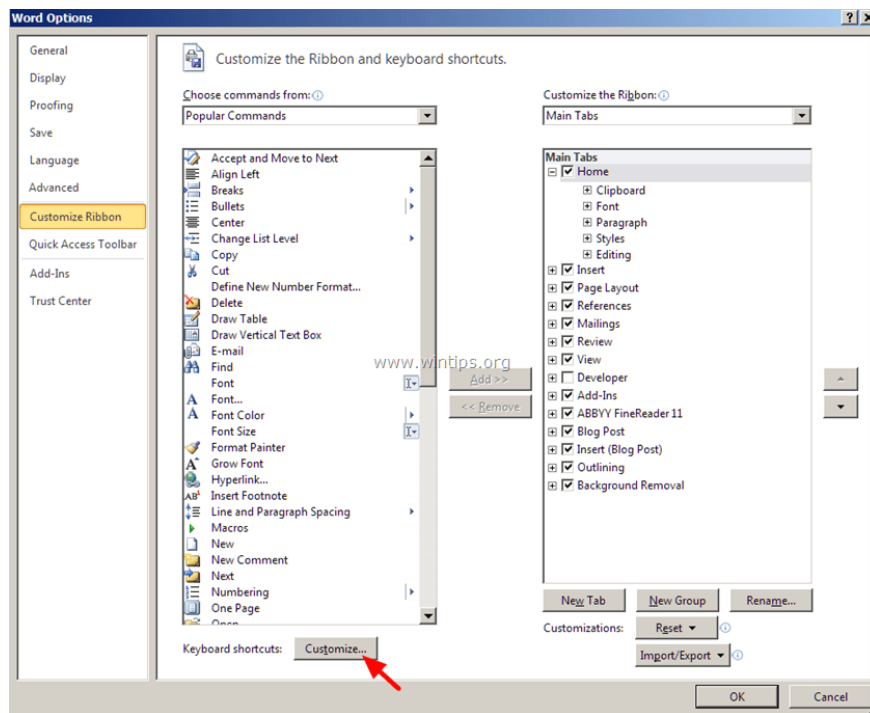 Word Options
General
Display
Proofing
Save
Language
Advanced
Customize Ribbon
Quick Access Toolbar
Add-Ins
Trust Center
Customize the Ribbon and keyboard shortcuts.
Choose commands from:
Popular Commands
Accept and Move to Next
Align Left
Breaks
Bullets
Center
Change List Level
Copy
Cut
Define New Number Format...
Delete
Draw Table
Draw Vertical Text Box
E-mail
Find
Font
Font...
Font Color
Font Size
Format Painter
Grow Font
Hyperlink...
Insert Footnote
Line and Paragraph Spacing
Macros
New
New Comment
Next
Numbering
One Page
Open
Keyboard shortcuts: Customize...
www.wintips.org
Add >>
<< Remove
Customize the Ribbon:
Main Tabs
Main Tabs
Home
Clipboard
Font
Paragraph
Styles
Editing
Insert
Page Layout
References
Mailings
Review
View
Developer
Add-Ins
ABBYY FineReader 11
Blog Post
Insert (Blog Post)
Outlining
Background Removal
New Tab New Group Rename...
Customizations: Reset
Import/Export
OK Cancel